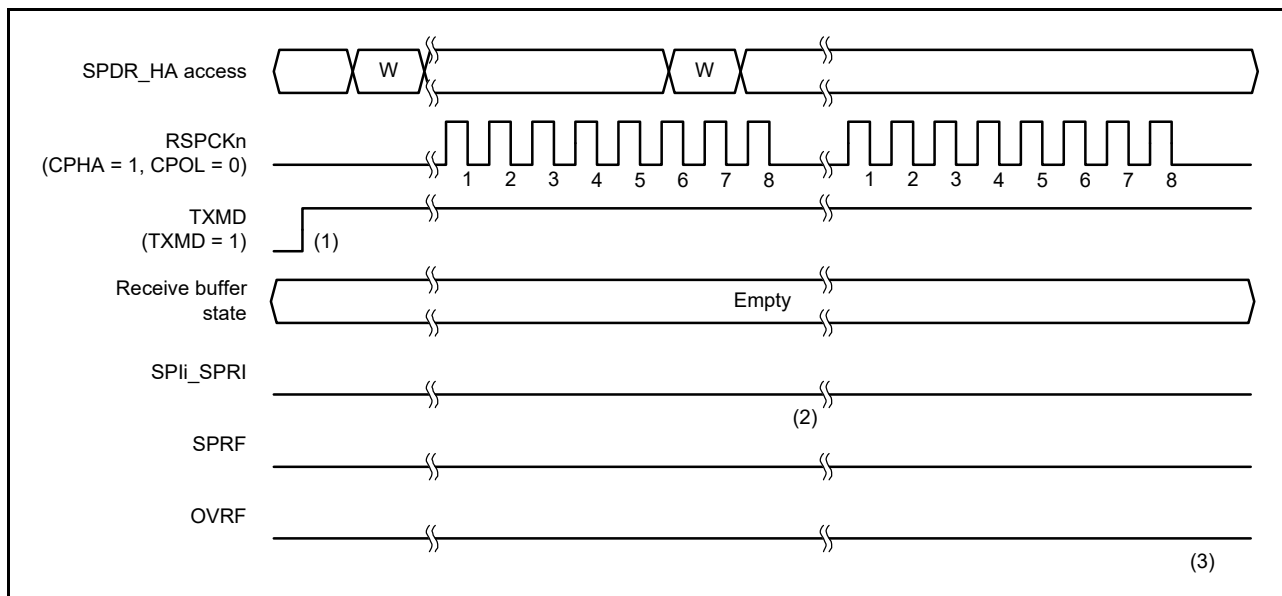 SPDR_HA access
W
W
RSPCKn
(CPHA = 1, CPOL = 0)
1 2 3 4 5 6 7 8
1 2 3 4 5 6 7 8
TXMD
(TXMD = 1)
(1)
Receive buffer
state
Empty
SPIi_SPRI
(2)
SPRF
OVRF
(3)